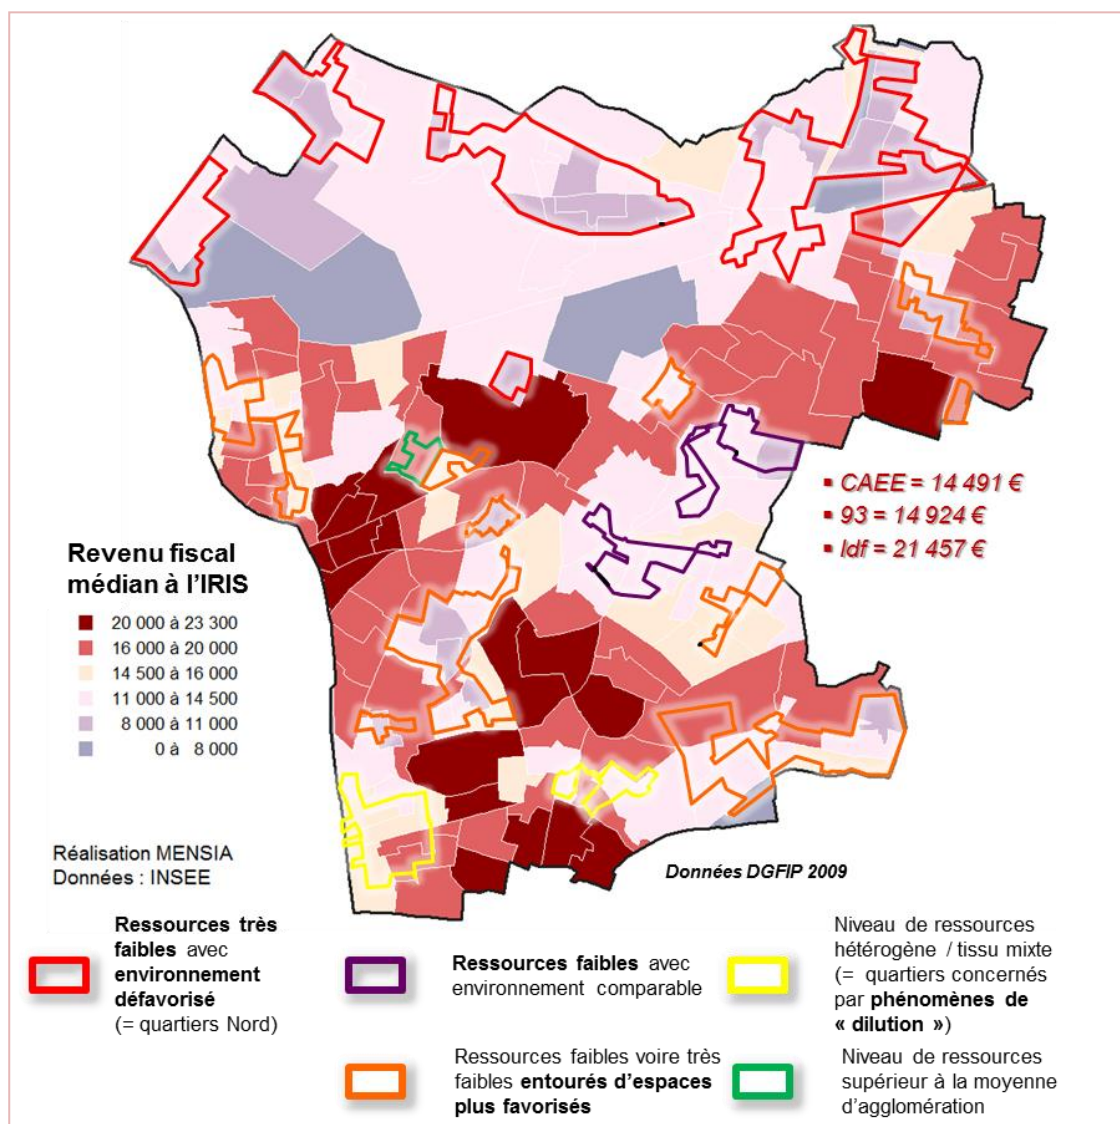 ▪ CAEE = 14 491 €
▪ 93 = 14 924 €
▪ Idf = 21 457 €
Revenu fiscal
médian à l'IRIS
20 000 à 23 300
16 000 à 20 000
14 500 à 16 000
11 000 à 14 500
8 000 à 11 000
0 à 8 000
Réalisation MENSIA
Données : INSEE
Données DGFIP 2009
Ressources très
faibles avec
environnement
défavorisé
(= quartiers Nord)
Ressources faibles avec
environnement comparable
Niveau de ressources
hétérogène / tissu mixte
(= quartiers concernés
par phénomènes de
« dilution »)
Ressources faibles voire très
faibles entourés d'espaces
plus favorisés
Niveau de ressources
supérieur à la moyenne
d'agglomération